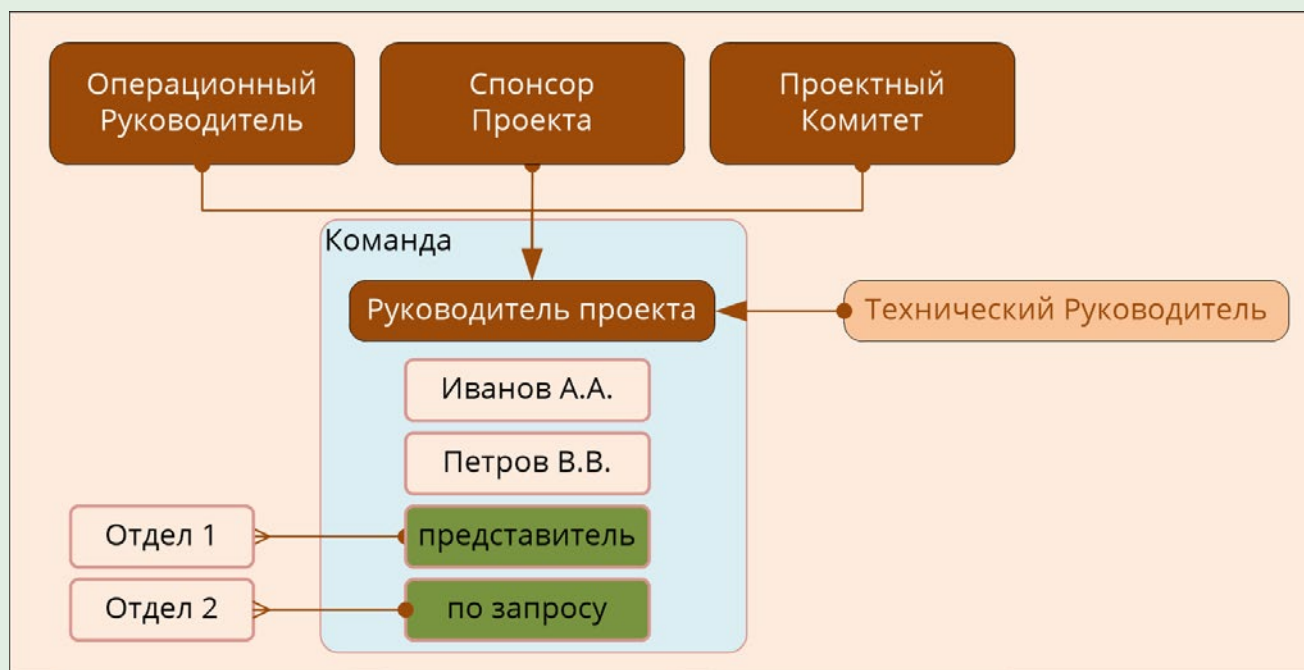 Операционный
Руководитель
Спонсор
Проекта
Проектный
Комитет
Команда
Руководитель проекта
Технический Руководитель
Иванов А.А.
Петров В.В.
Отдел 1
представитель
Отдел 2
по запросу